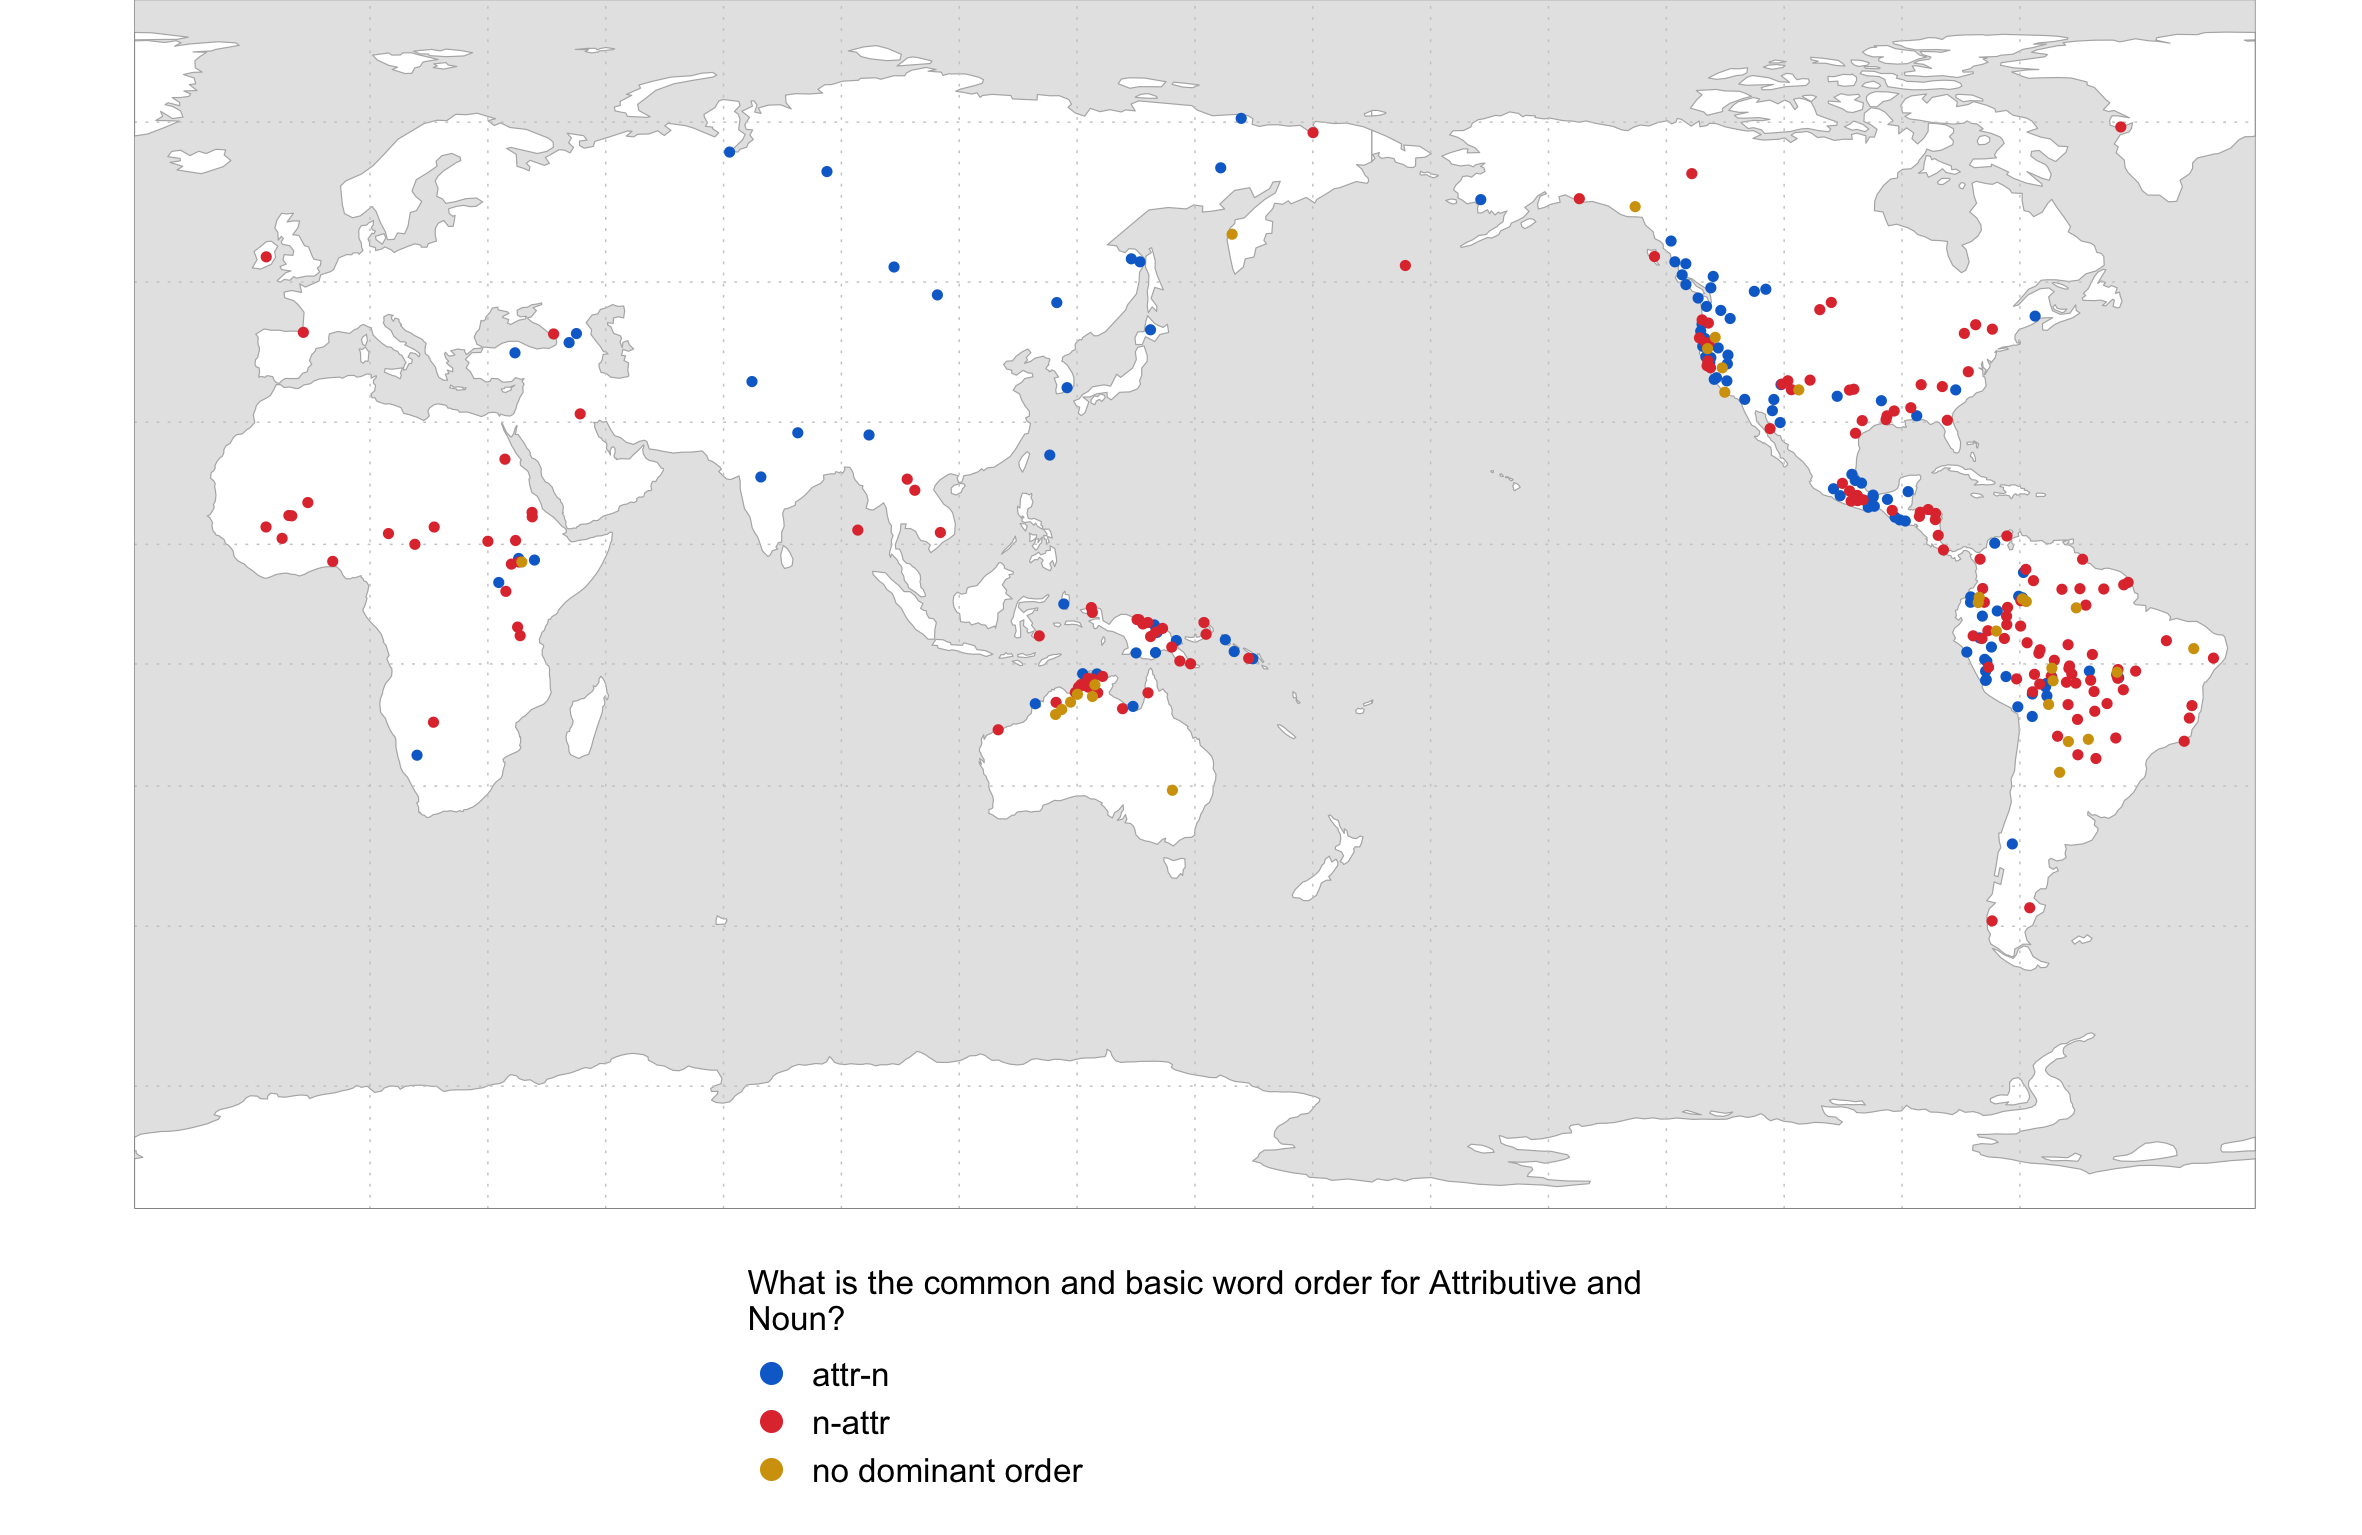 What is the common and basic word order for Attributive and
Noun?
attr-n
n-attr
no dominant order